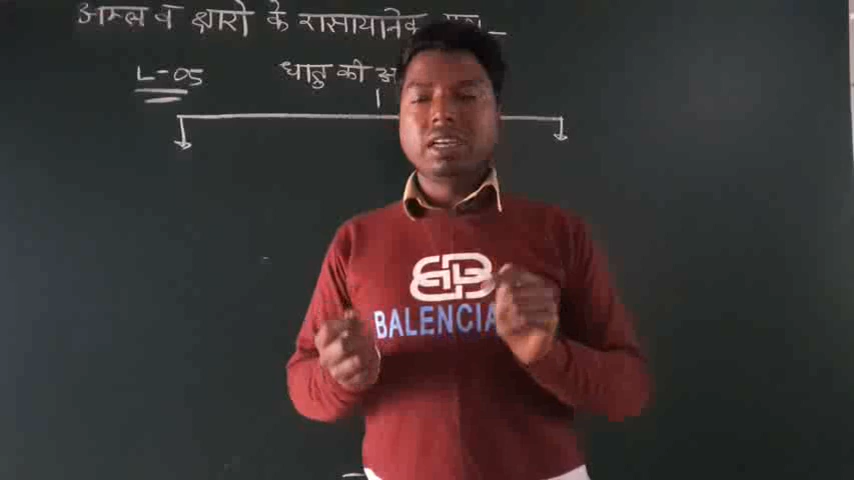 अम्ल व क्षारों के रासायनिक
L-05
धातु की
BALENCIA